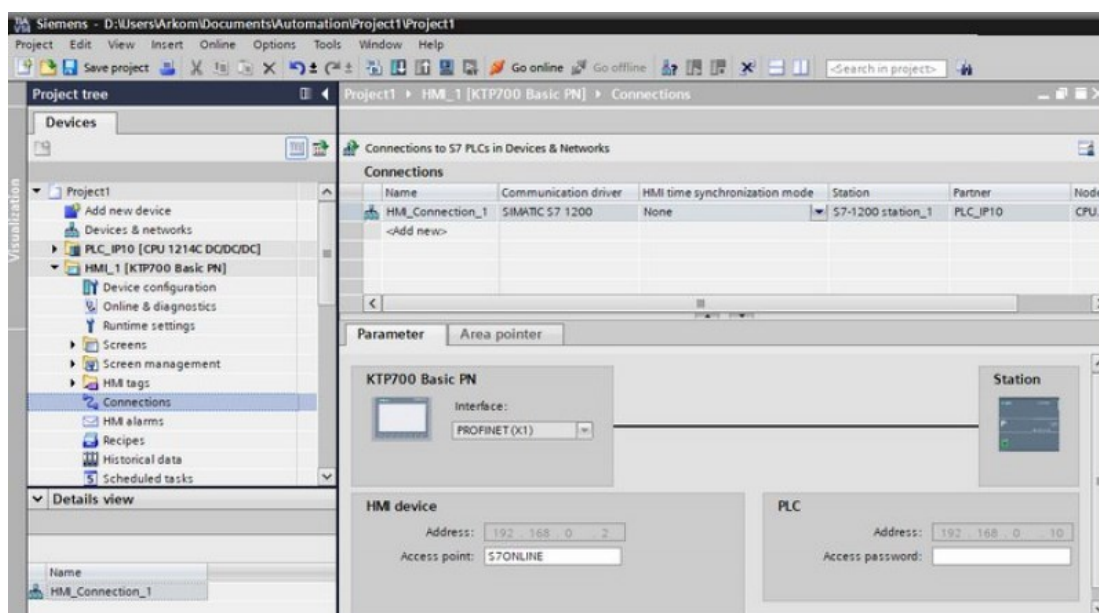 Siemens - D:\Users\Arkom\Documents\Automation\Project1\Project1
Project Edit View Insert Online Options Tools Window Help
Save project Go online Go offline <Search in project>
Project tree
Project1 HMI_1 [KTP700 Basic PN] Connections
Devices
Connections to S7 PLCs in Devices & Networks
Connections
Name Communication driver HMI time synchronization mode Station Partner Node
HMI_Connection_1 SIMATIC S7 1200 None S7-1200 station_1 PLC_IP10 CPU.
<Add new>
Visualization
Project1
Add new device
Devices & networks
PLC_IP10 [CPU 1214C DC/DC/DC]
HMI_1 [KTP700 Basic PN]
Device configuration
Online & diagnostics
Runtime settings
Screens
Screen management
HMI tags
Connections
HMI alarms
Recipes
Historical data
Scheduled tasks
Details view
Name
HMI_Connection_1
Parameter Area pointer
KTP700 Basic PN
Interface:
PROFINET (X1)
Station
HMI device
Address: 192 . 168 . 0 . 2
Access point: S7ONLINE
PLC
Address: 192 . 168 . 0 . 10
Access password: